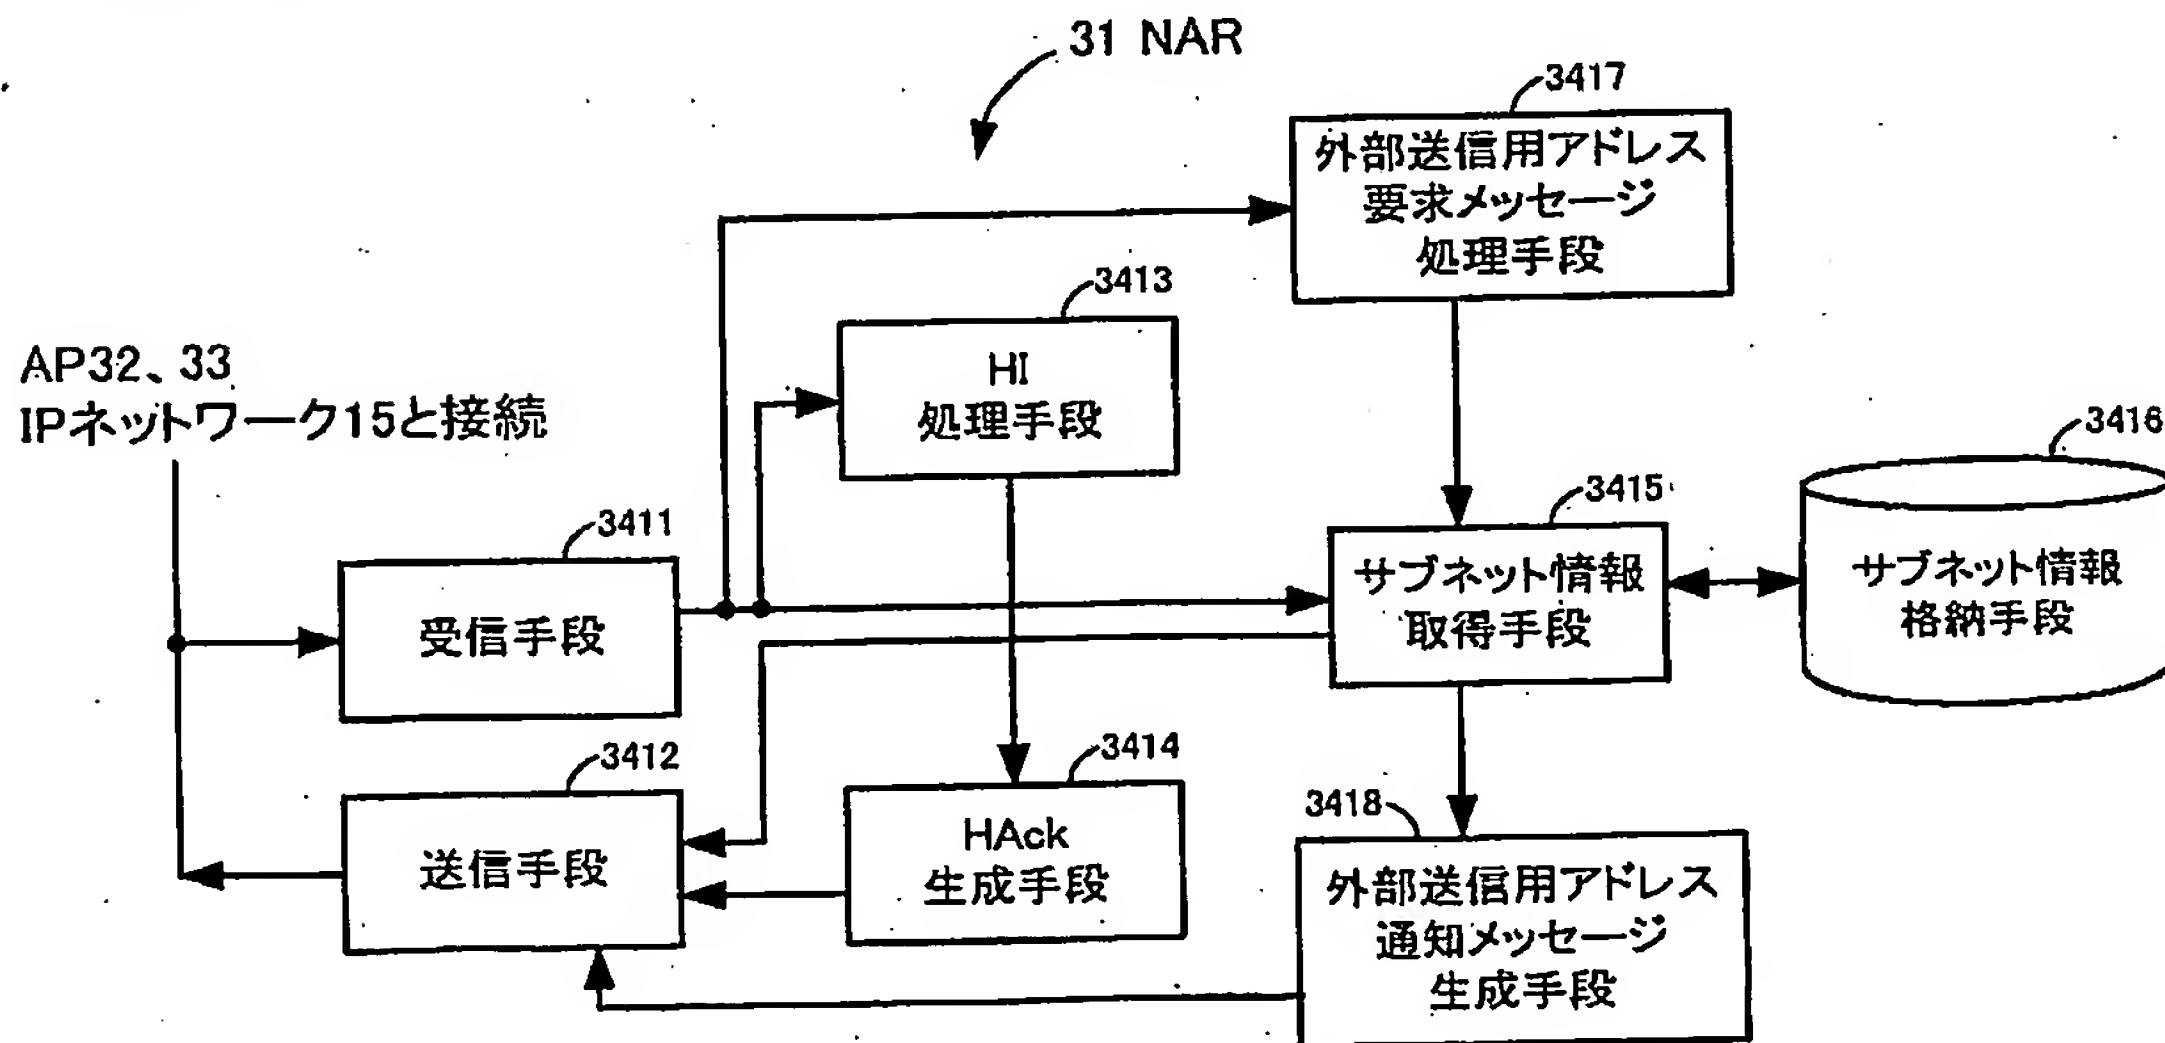 31 NAR
3417
外部送信用アドレス
要求メッセージ
処理手段
3413
HI
処理手段
AP32、33
IPネットワーク15と接続
3416
サブネット情報
格納手段
3415
サブネット情報
取得手段
3411
受信手段
3412
送信手段
3414
HAck
生成手段
3418
外部送信用アドレス
通知メッセージ
生成手段